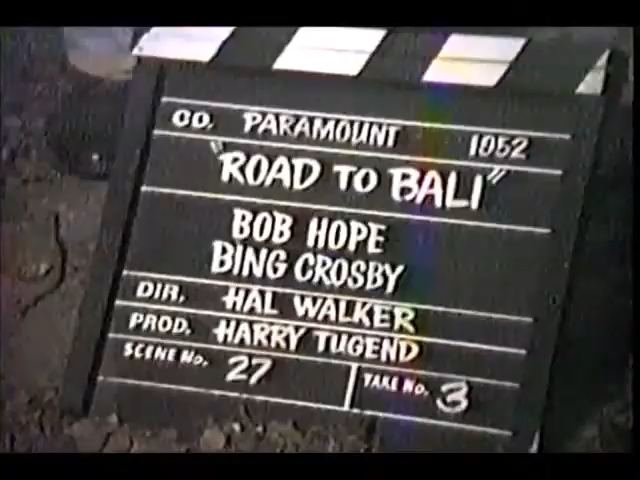 CO. PARAMOUNT 1052
"ROAD TO BALI"
BOB HOPE
BING CROSBY
DIR. HAL WALKER
PROD. HARRY TUGEND
SCENE No. 27 TAKE No. 3